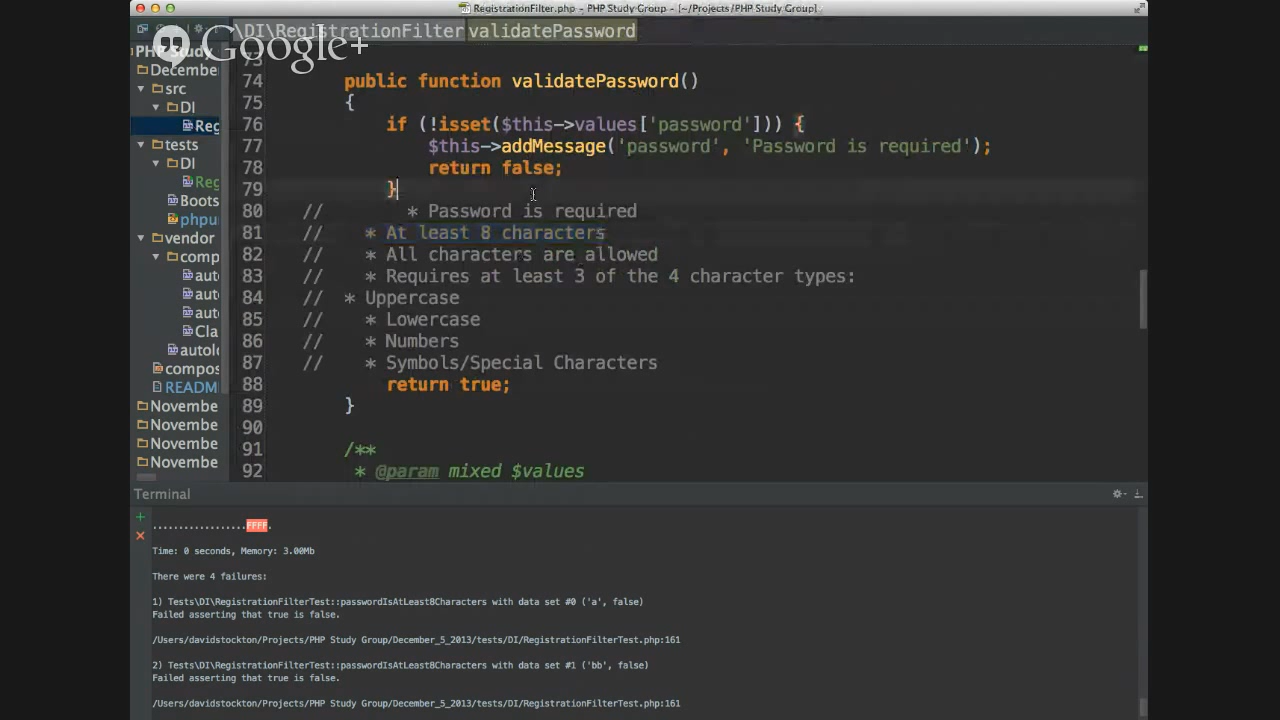 RegistrationFilter.php - PHP Study Group - [~/Projects/PHP Study Group]
\DI\RegistrationFilter validatePassword
Google+
PHP Study
December
src
DI
Reg
tests
DI
Reg
Boots
phpu
vendor
comp
auto
auto
auto
Cla
autolo
compos
README
Novembe
Novembe
Novembe
Novembe
73
74 public function validatePassword()
75 {
76 if (!isset($this->values['password'])) {
77 $this->addMessage('password', 'Password is required');
78 return false;
79 }
80 // * Password is required
81 // * At least 8 characters
82 // * All characters are allowed
83 // * Requires at least 3 of the 4 character types:
84 // * Uppercase
85 // * Lowercase
86 // * Numbers
87 // * Symbols/Special Characters
88 return true;
89 }
90
91 /**
92 * @param mixed $values
Terminal
..................FFFF.
Time: 0 seconds, Memory: 3.00Mb
There were 4 failures:
1) Tests\DI\RegistrationFilterTest::passwordIsAtLeast8Characters with data set #0 ('a', false)
Failed asserting that true is false.
/Users/davidstockton/Projects/PHP Study Group/December_5_2013/tests/DI/RegistrationFilterTest.php:161
2) Tests\DI\RegistrationFilterTest::passwordIsAtLeast8Characters with data set #1 ('bb', false)
Failed asserting that true is false.
/Users/davidstockton/Projects/PHP Study Group/December_5_2013/tests/DI/RegistrationFilterTest.php:161